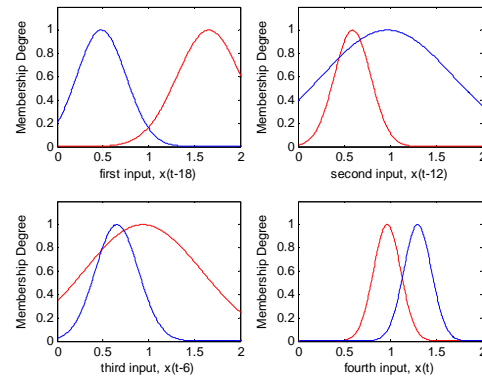 Membership Degree
1
0.8
0.6
0.4
0.2
0
0 0.5 1 1.5 2
first input, x(t-18)
Membership Degree
1
0.8
0.6
0.4
0.2
0
0 0.5 1 1.5 2
second input, x(t-12)
Membership Degree
1
0.8
0.6
0.4
0.2
0
0 0.5 1 1.5 2
third input, x(t-6)
Membership Degree
1
0.8
0.6
0.4
0.2
0
0 0.5 1 1.5 2
fourth input, x(t)